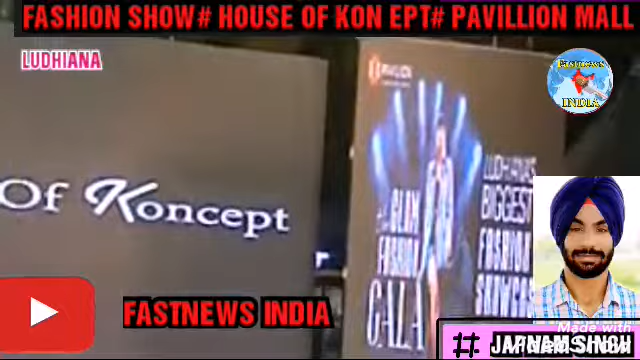 FASHION SHOW# HOUSE OF KON EPT# PAVILLION MALL
LUDHIANA
Fastnews
INDIA
Of Koncept
GLAM
FASHION
GALA
LUDHIANA'S
BIGGEST
FASHION
SHOWCASE
FASTNEWS INDIA
Made with
# JAPNAM SINGH